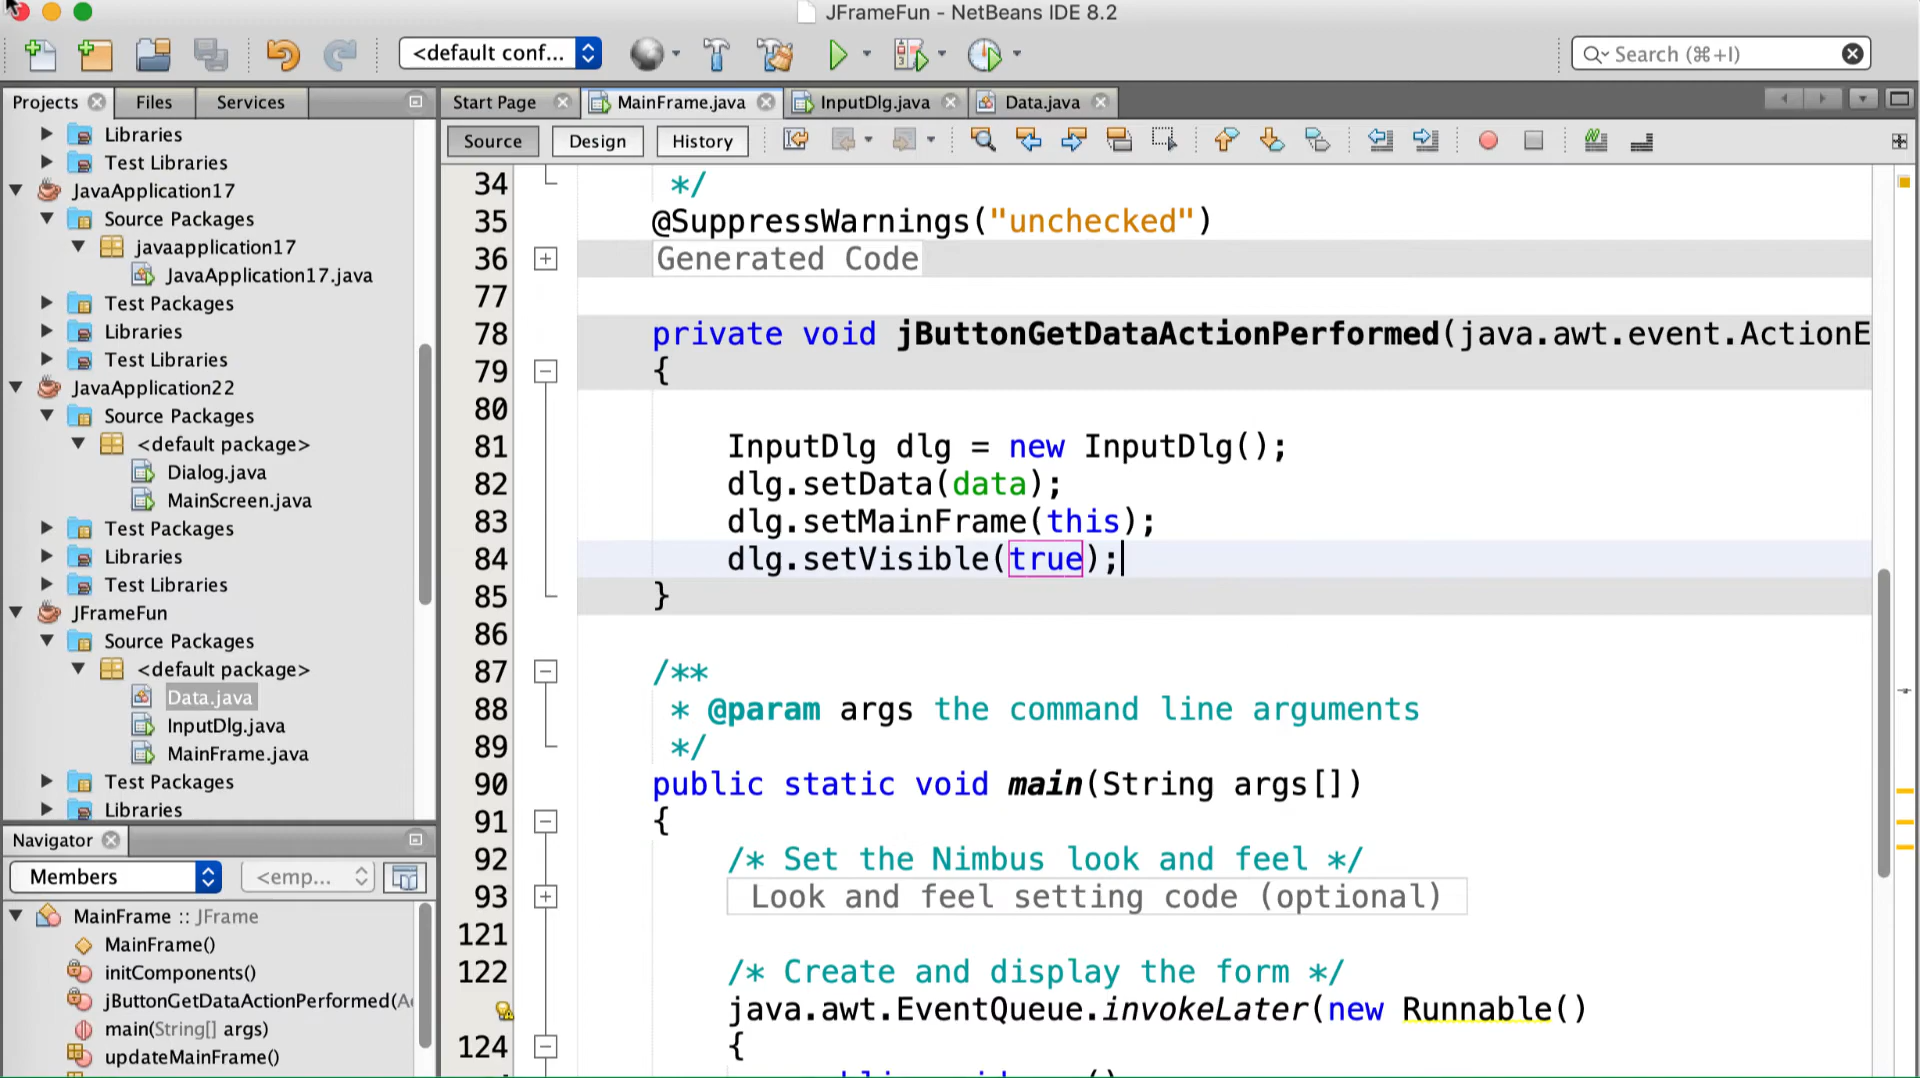 JFrameFun - NetBeans IDE 8.2
<default conf...
Search (⌘+I)
Projects
Files
Services
Start Page
MainFrame.java
InputDlg.java
Data.java
Source
Design
History
Libraries
Test Libraries
JavaApplication17
Source Packages
javaapplication17
JavaApplication17.java
Test Packages
Libraries
Test Libraries
JavaApplication22
Source Packages
<default package>
Dialog.java
MainScreen.java
Test Packages
Libraries
Test Libraries
JFrameFun
Source Packages
<default package>
Data.java
InputDlg.java
MainFrame.java
Test Packages
Libraries
Navigator
Members
<emp...
MainFrame :: JFrame
MainFrame()
initComponents()
jButtonGetDataActionPerformed(Ac
main(String[] args)
updateMainFrame()
34 */
35 @SuppressWarnings("unchecked")
36 Generated Code
77
78 private void jButtonGetDataActionPerformed(java.awt.event.ActionE
79 {
80
81 InputDlg dlg = new InputDlg();
82 dlg.setData(data);
83 dlg.setMainFrame(this);
84 dlg.setVisible(true);
85 }
86
87 /**
88 * @param args the command line arguments
89 */
90 public static void main(String args[])
91 {
92 /* Set the Nimbus look and feel */
93 Look and feel setting code (optional)
121
122 /* Create and display the form */
java.awt.EventQueue.invokeLater(new Runnable()
124 {